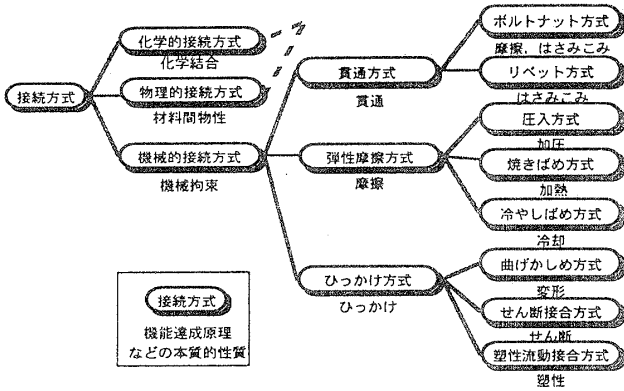 接続方式
化学的接続方式
化学結合
物理的接続方式
材料間物性
機械的接続方式
機械拘束
貫通方式
貫通
弾性摩擦方式
摩擦
ひっかけ方式
ひっかけ
ボルトナット方式
摩擦，はさみこみ
リベット方式
はさみこみ
圧入方式
加圧
焼きばめ方式
加熱
冷やしばめ方式
冷却
曲げかしめ方式
変形
せん断接合方式
せん断
塑性流動接合方式
塑性
接続方式
機能達成原理
などの本質的性質